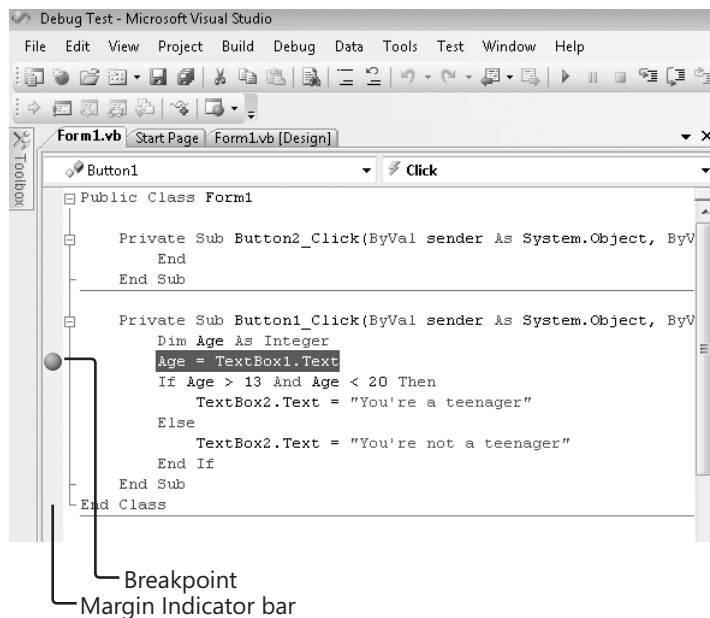 Debug Test - Microsoft Visual Studio
File Edit View Project Build Debug Data Tools Test Window Help
Form1.vb Start Page Form1.vb [Design]
Toolbox
Button1 Click
Public Class Form1
Private Sub Button2_Click(ByVal sender As System.Object, ByV
End
End Sub
Private Sub Button1_Click(ByVal sender As System.Object, ByV
Dim Age As Integer
Age = TextBox1.Text
If Age > 13 And Age < 20 Then
TextBox2.Text = "You're a teenager"
Else
TextBox2.Text = "You're not a teenager"
End If
End Sub
End Class
Breakpoint
Margin Indicator bar